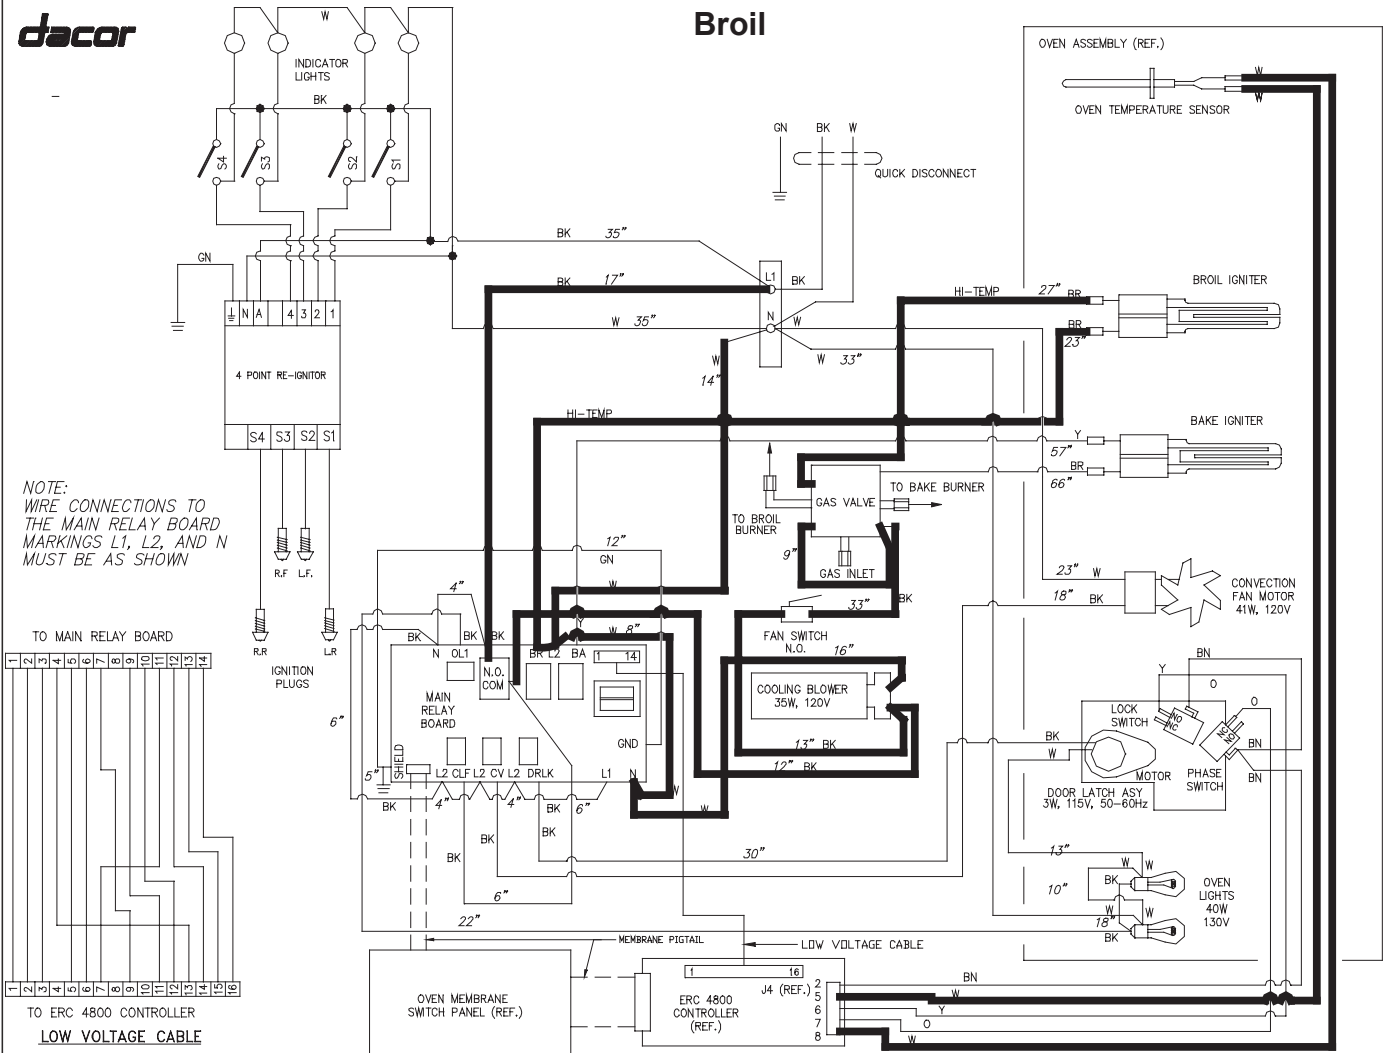 dacor
Broil
W
INDICATOR
LIGHTS
BK
S4
S3
S2
S1
OVEN ASSEMBLY (REF.)
W
W
OVEN TEMPERATURE SENSOR
GN
BK
W
QUICK DISCONNECT
BK 35"
GN
L1
BK
BK 17"
N
W
W 35"
W 33"
W
14"
HI-TEMP
27"
BR
BR
23"
BROIL IGNITER
N A 4 3 2 1
4 POINT RE-IGNITOR
S4 S3 S2 S1
HI-TEMP
BAKE IGNITER
Y
57"
BR
66"
GAS VALVE
TO BAKE BURNER
TO BROIL
BURNER
9"
GAS INLET
NOTE:
WIRE CONNECTIONS TO
THE MAIN RELAY BOARD
MARKINGS L1, L2, AND N
MUST BE AS SHOWN
R.F
L.F.
R.R
L.R
IGNITION
PLUGS
12"
GN
4"
W
BK
33"
FAN SWITCH
N.O.
16"
23" W
18" BK
CONVECTION
FAN MOTOR
41W, 120V
TO MAIN RELAY BOARD
1 2 3 4 5 6 7 8 9 10 11 12 13 14
BK
BK
BK
Y
W 8"
N OL1
BR L2 BA
1 14
N.O.
COM
MAIN
RELAY
BOARD
GND
SHIELD
L2 CLF L2 CV L2 DRLK
L1
N
6"
5"
BK
4"
4"
BK
6"
BK
BK
BK
W
W
COOLING BLOWER
35W, 120V
13" BK
12" BK
30"
6"
22"
BN
Y
O
O
LOCK
SWITCH
NO
NC
NC
NO
BK
W
BN
BN
MOTOR
PHASE
SWITCH
DOOR LATCH ASY
3W, 115V, 50-60Hz
13"
W
W
BK
10"
OVEN
LIGHTS
40W
130V
W
W
18"
BK
MEMBRANE PIGTAIL
LOW VOLTAGE CABLE
OVEN MEMBRANE
SWITCH PANEL (REF.)
1 16
J4 (REF.)
ERC 4800
CONTROLLER
(REF.)
2
5
6
7
8
BN
W
Y
O
W
1 2 3 4 5 6 7 8 9 10 11 12 13 14 15 16
TO ERC 4800 CONTROLLER
LOW VOLTAGE CABLE